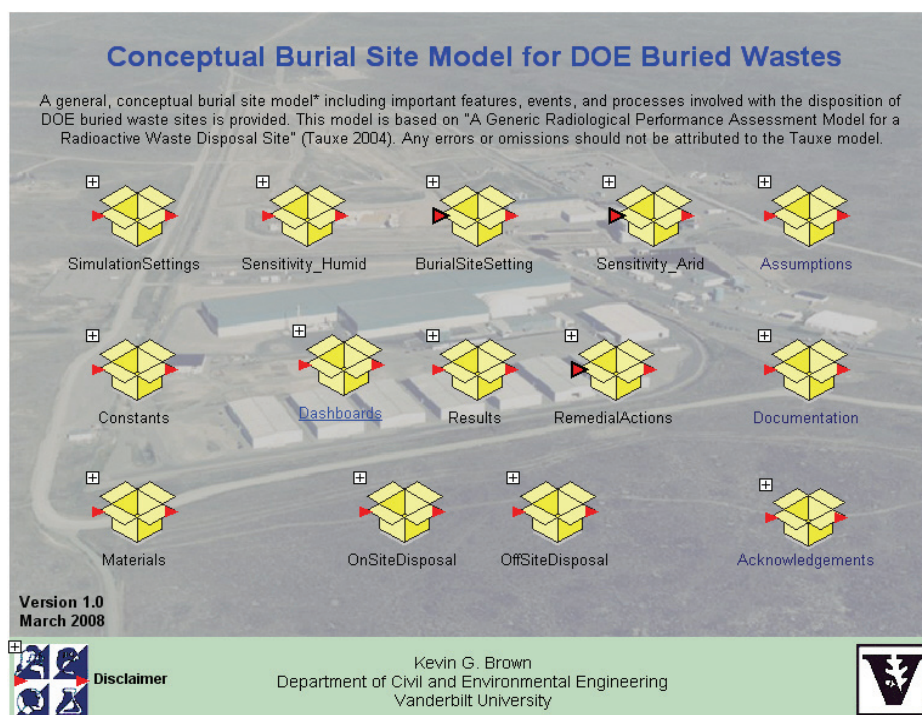 Conceptual Burial Site Model for DOE Buried Wastes
A general, conceptual burial site model* including important features, events, and processes involved with the disposition of
DOE buried waste sites is provided. This model is based on "A Generic Radiological Performance Assessment Model for a
Radioactive Waste Disposal Site" (Tauxe 2004). Any errors or omissions should not be attributed to the Tauxe model.
SimulationSettings Sensitivity_Humid BurialSiteSetting Sensitivity_Arid Assumptions
Constants Dashboards Results RemedialActions Documentation
Materials OnSiteDisposal OffSiteDisposal Acknowledgements
Version 1.0
March 2008
Disclaimer
Kevin G. Brown
Department of Civil and Environmental Engineering
Vanderbilt University
V